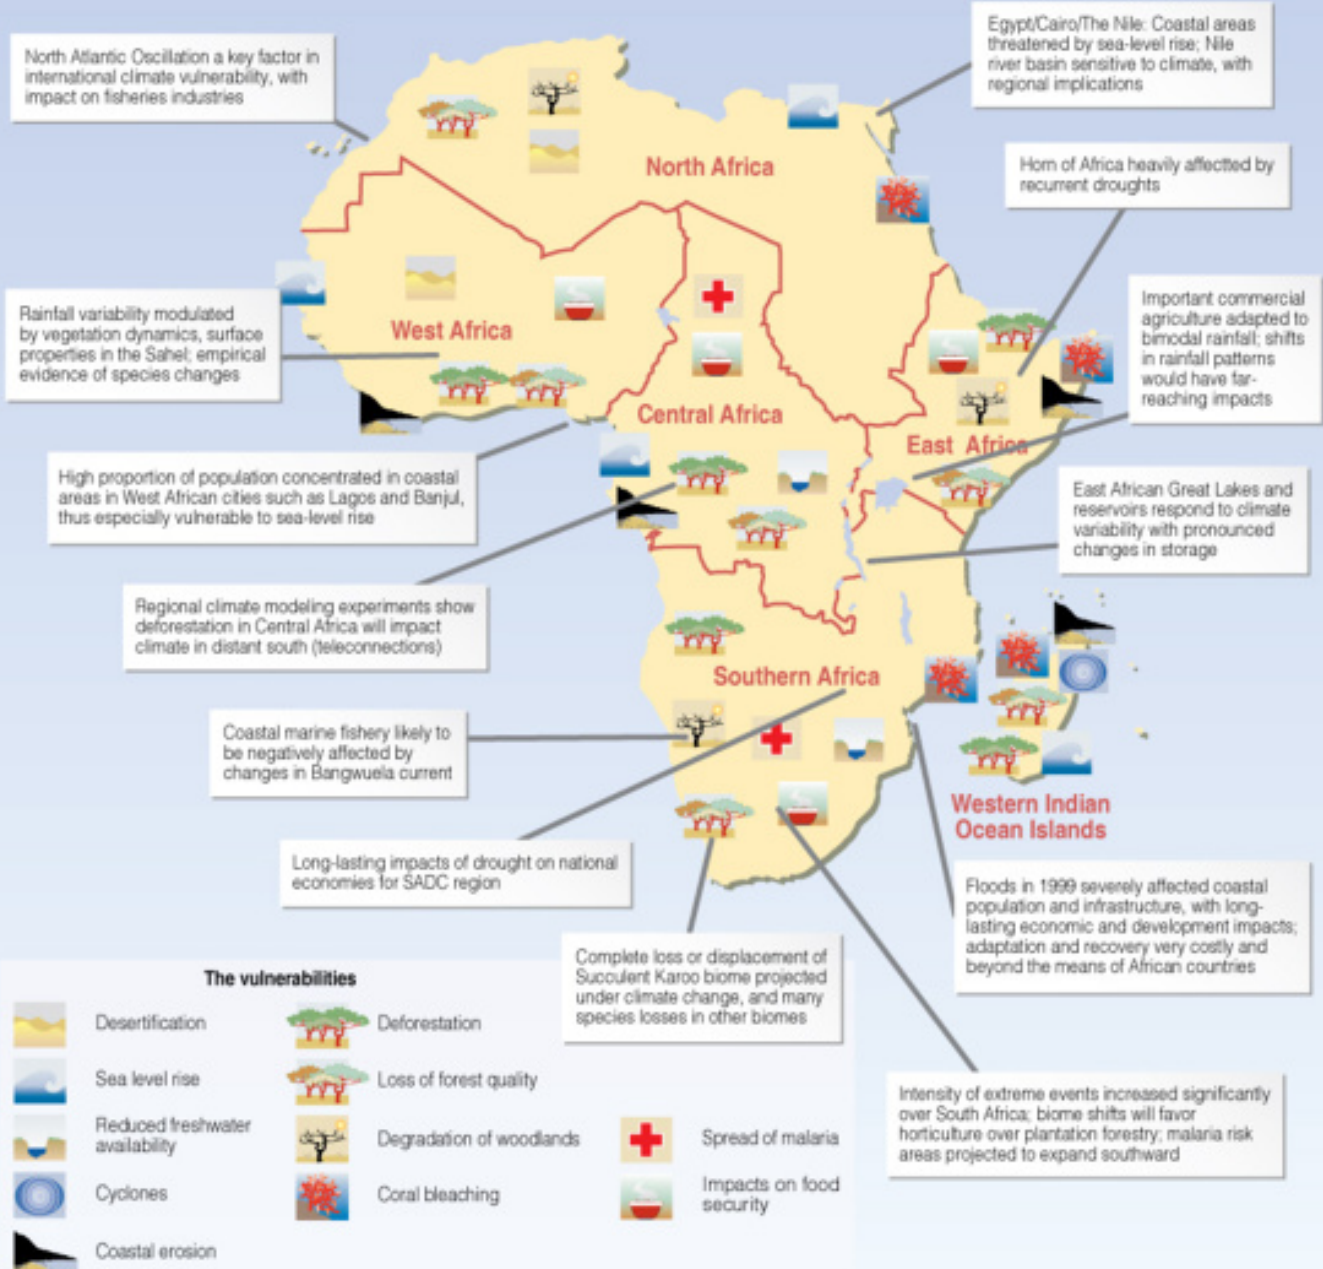 North Atlantic Oscillation a key factor in
international climate vulnerability, with
impact on fisheries industries
Egypt/Cairo/The Nile: Coastal areas
threatened by sea-level rise; Nile
river basin sensitive to climate, with
regional implications
North Africa
Horn of Africa heavily affectted by
recurrent droughts
Rainfall variability modulated
by vegetation dynamics, surface
properties in the Sahel; empirical
evidence of species changes
West Africa
Important commercial
agriculture adapted to
bimodal rainfall; shifts
in rainfall patterns
would have far-
reaching impacts
Central Africa
East Africa
High proportion of population concentrated in coastal
areas in West African cities such as Lagos and Banjul,
thus especially vulnerable to sea-level rise
East African Great Lakes and
reservoirs respond to climate
variability with pronounced
changes in storage
Regional climate modeling experiments show
deforestation in Central Africa will impact
climate in distant south (teleconnections)
Southern Africa
Coastal marine fishery likely to
be negatively affected by
changes in Bangwuela current
Western Indian
Ocean Islands
Long-lasting impacts of drought on national
economies for SADC region
Floods in 1999 severely affected coastal
population and infrastructure, with long-
lasting economic and development impacts;
adaptation and recovery very costly and
beyond the means of African countries
Complete loss or displacement of
Succulent Karoo biome projected
under climate change, and many
species losses in other biomes
Intensity of extreme events increased significantly
over South Africa; biome shifts will favor
horticulture over plantation forestry; malaria risk
areas projected to expand southward
The vulnerabilities
Desertification
Sea level rise
Reduced freshwater
availability
Cyclones
Coastal erosion
Deforestation
Loss of forest quality
Degradation of woodlands
Coral bleaching
Spread of malaria
Impacts on food
security